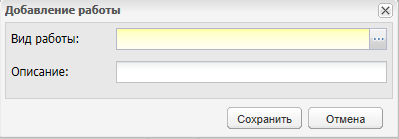 Добавление работы
Вид работы:
...
Описание:
Сохранить Отмена